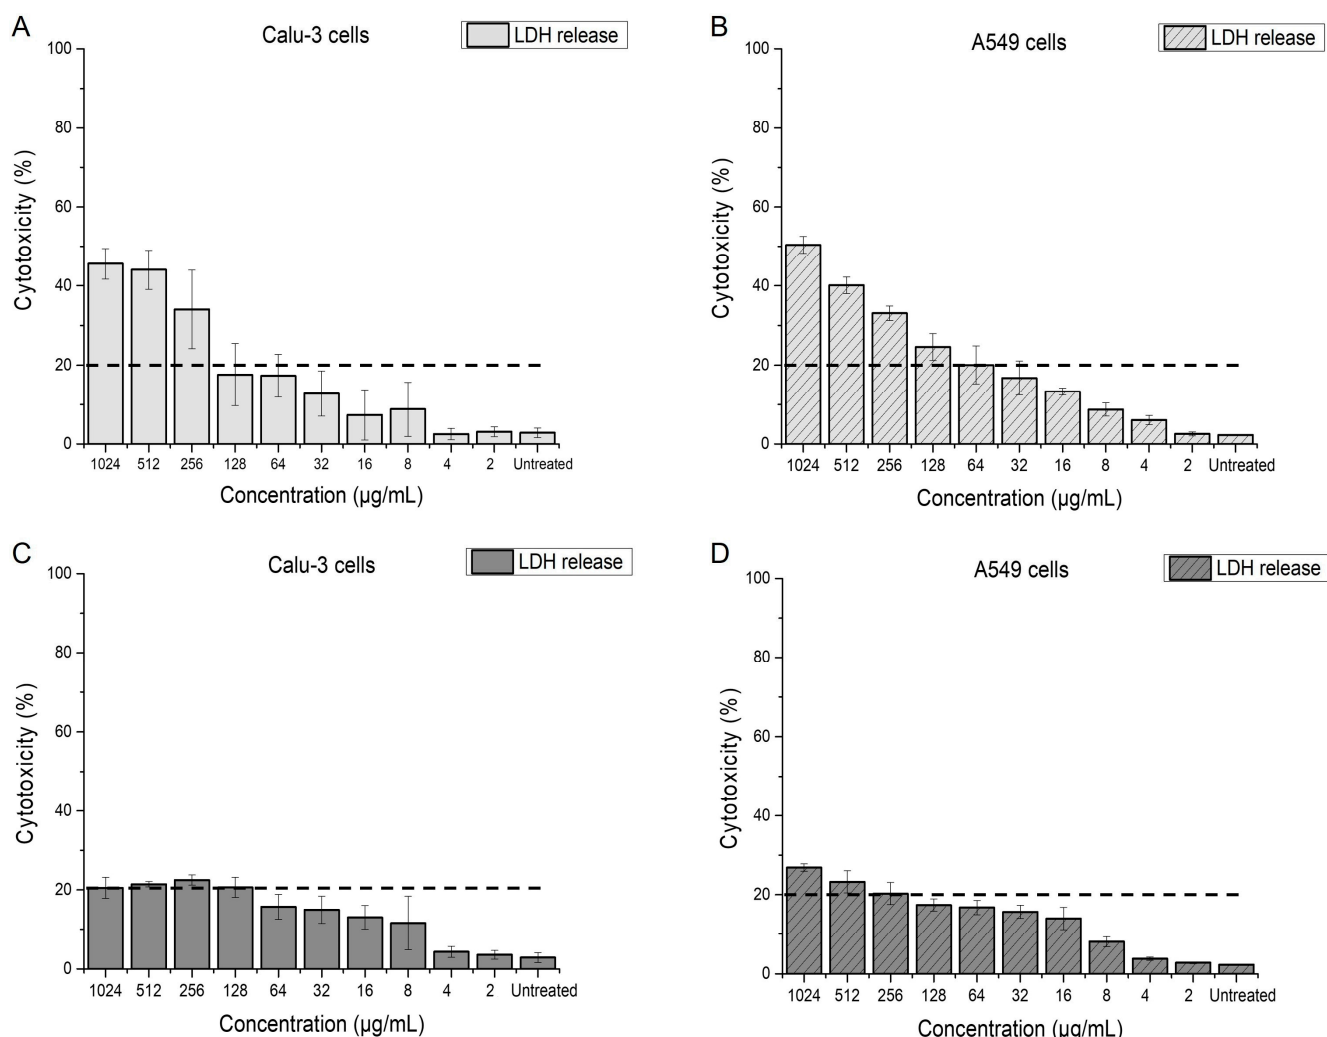 A
Calu-3 cells
LDH release
Cytotoxicity (%)
100
80
60
40
20
0
1024 512 256 128 64 32 16 8 4 2 Untreated
Concentration (µg/mL)
B
A549 cells
LDH release
Cytotoxicity (%)
100
80
60
40
20
0
1024 512 256 128 64 32 16 8 4 2 Untreated
Concentration (µg/mL)
C
Calu-3 cells
LDH release
Cytotoxicity (%)
100
80
60
40
20
0
1024 512 256 128 64 32 16 8 4 2 Untreated
Concentration (µg/mL)
D
A549 cells
LDH release
Cytotoxicity (%)
100
80
60
40
20
0
1024 512 256 128 64 32 16 8 4 2 Untreated
Concentration (µg/mL)